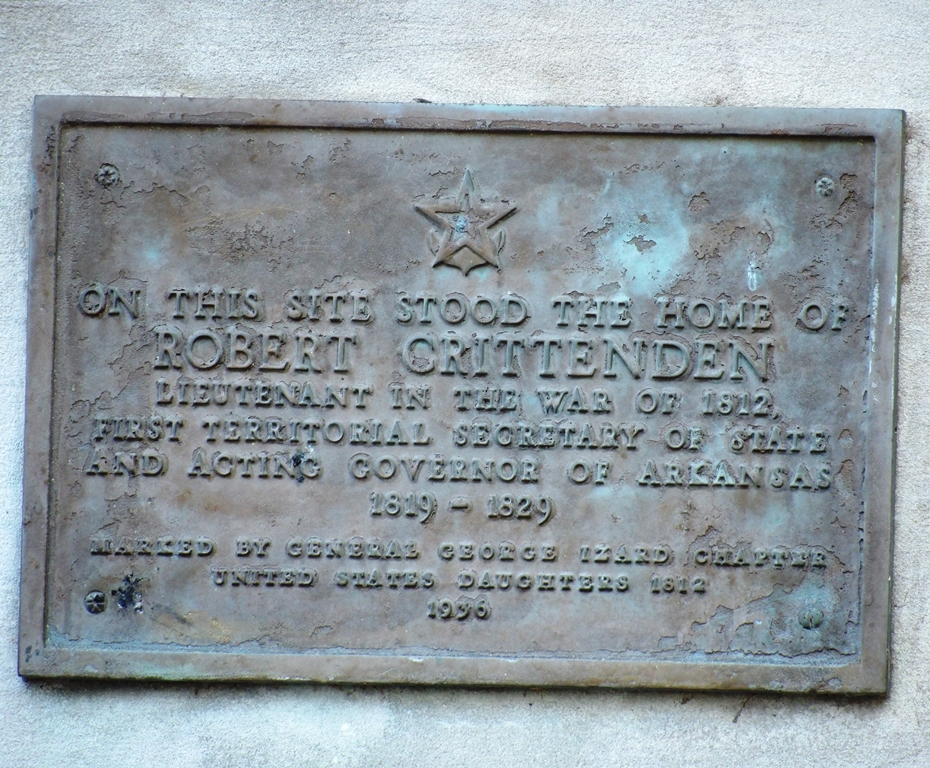 ON THIS SITE STOOD THE HOME OF
ROBERT CRITTENDEN
LIEUTENANT IN THE WAR OF 1812,
FIRST TERRITORIAL SECRETARY OF STATE
AND ACTING GOVERNOR OF ARKANSAS
1819 - 1829
MARKED BY GENERAL GEORGE IZARD CHAPTER
UNITED STATES DAUGHTERS 1812
1936